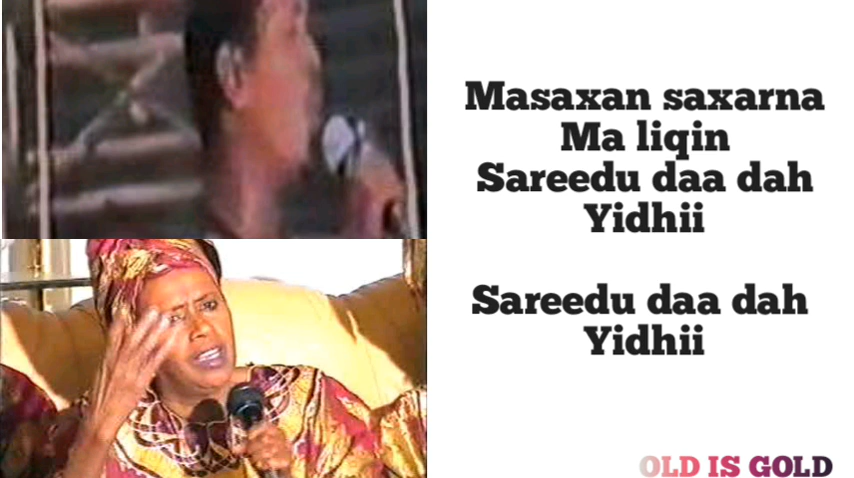 Masaxan saxarna
Ma liqin
Sareedu daa dah
Yidhii
Sareedu daa dah
Yidhii
OLD IS GOLD